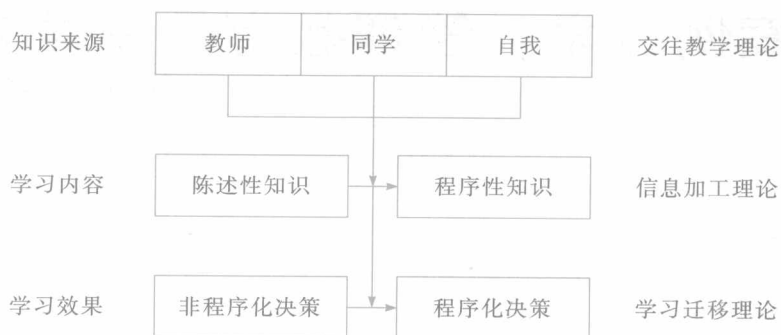 知识来源 教师 同学 自我 交往教学理论
学习内容 陈述性知识 程序性知识 信息加工理论
学习效果 非程序化决策 程序化决策 学习迁移理论